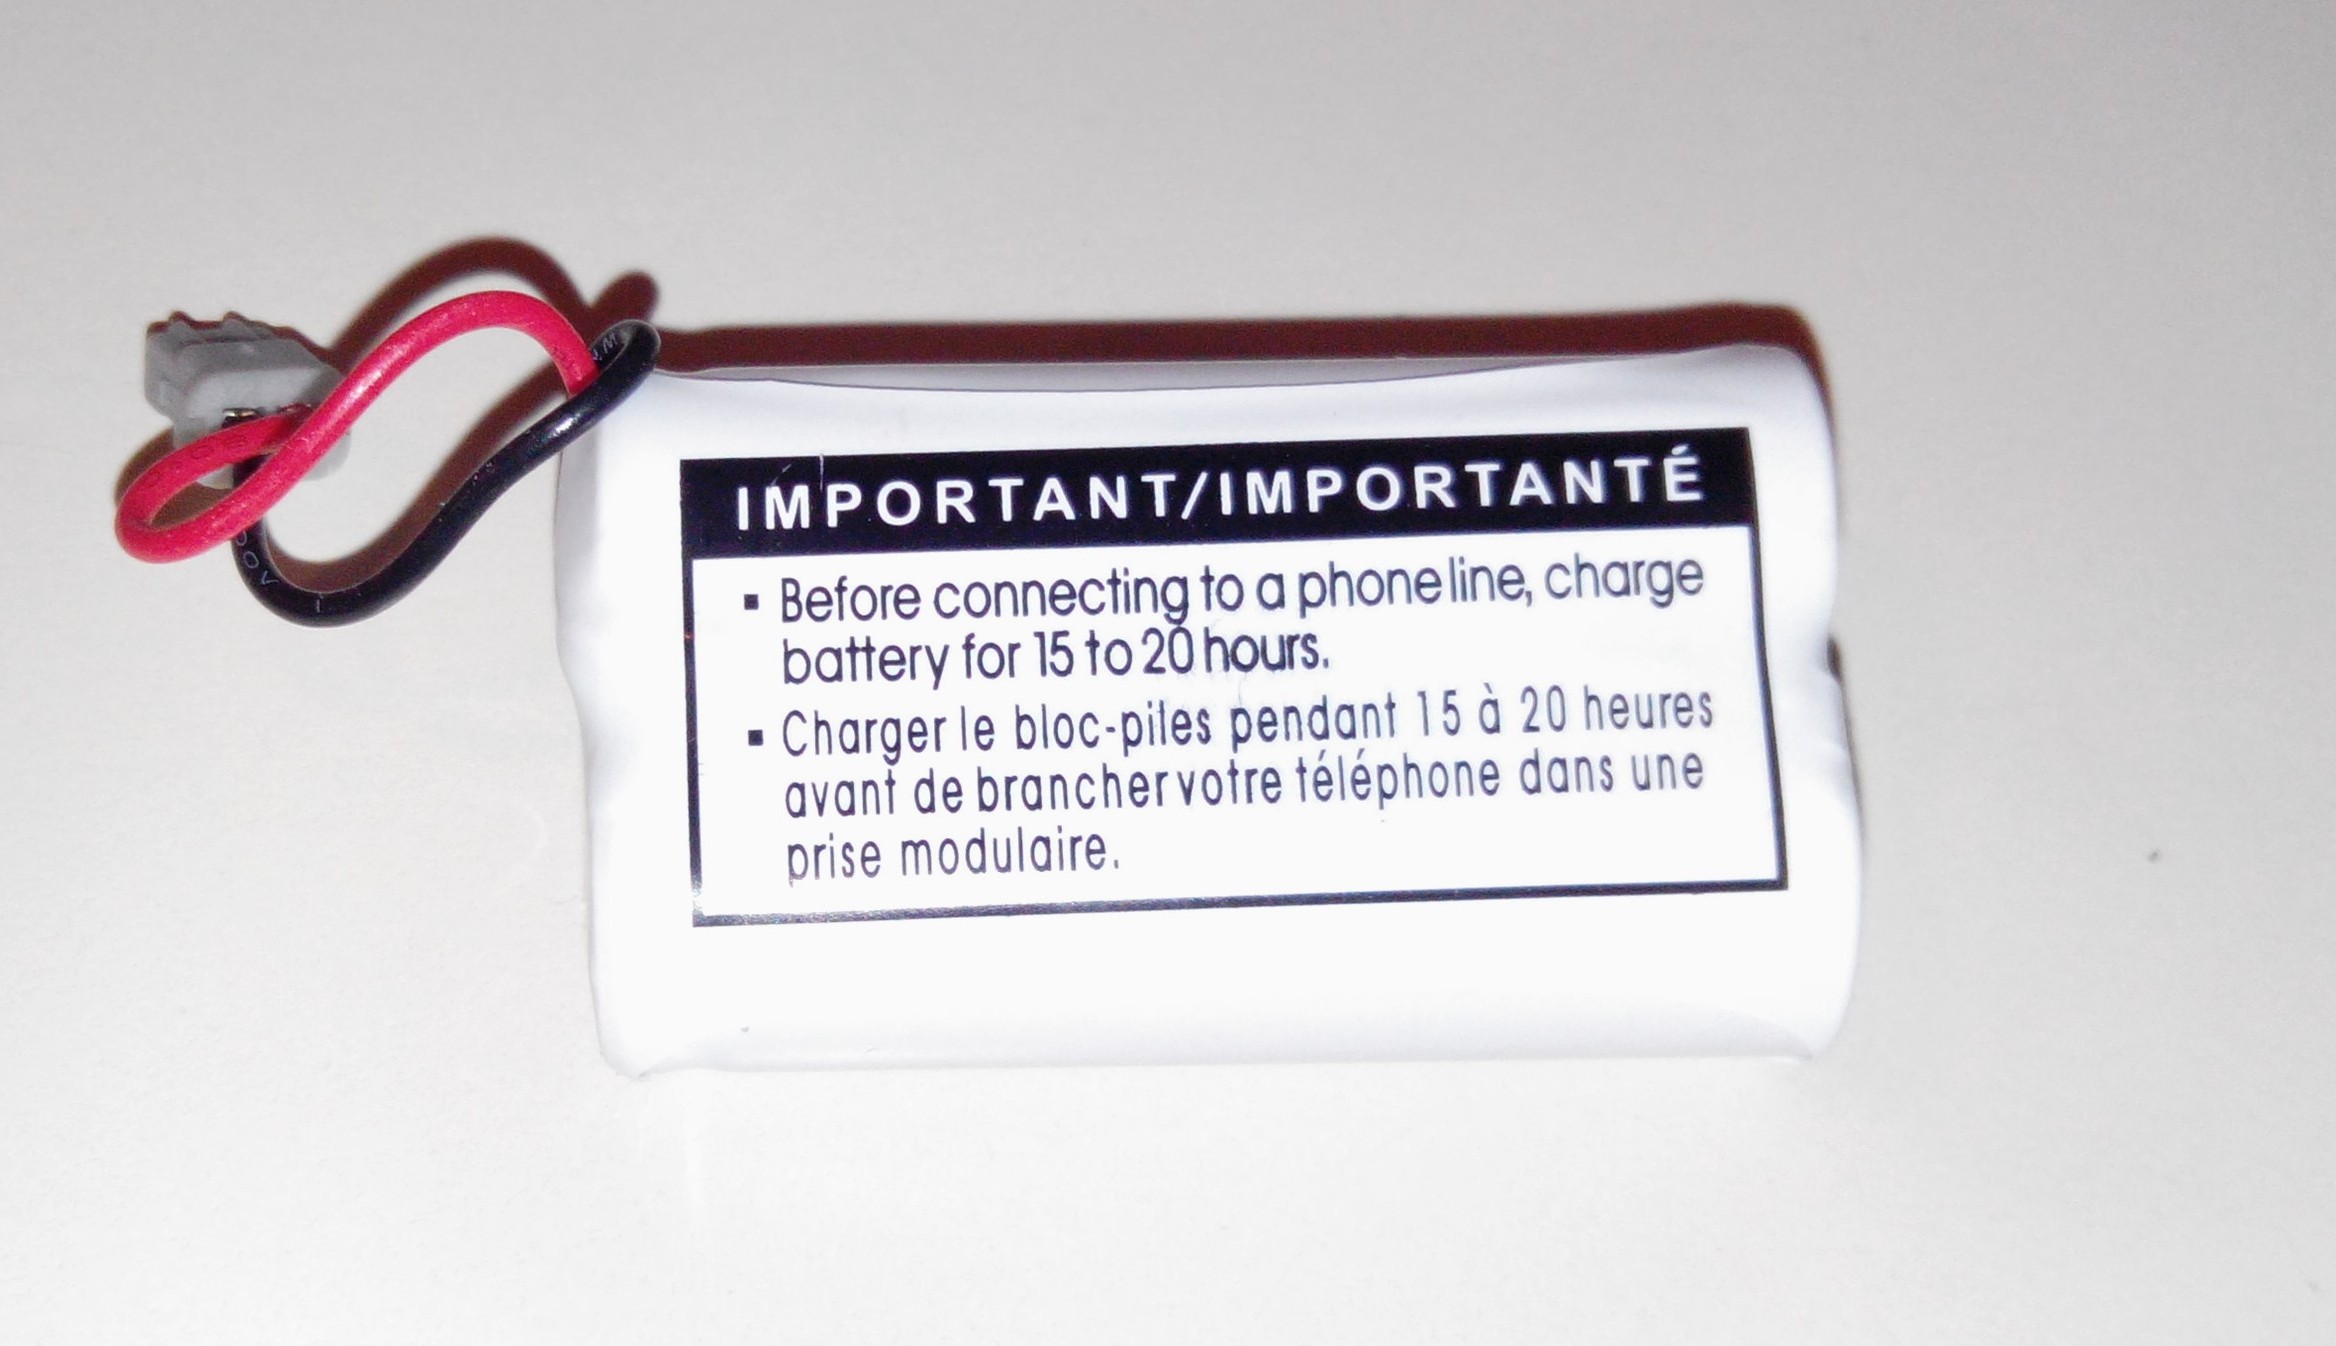 IMPORTANT/IMPORTANTÉ
▪ Before connecting to a phone line, charge
battery for 15 to 20 hours.
▪ Charger le bloc-piles pendant 15 à 20 heures
avant de brancher votre téléphone dans une
prise modulaire.